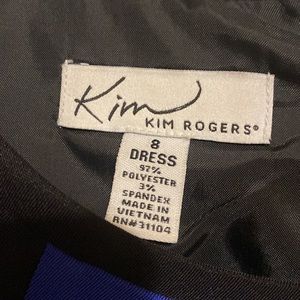 Kim
KIM ROGERS®
8
DRESS
97%
POLYESTER
3%
SPANDEX
MADE IN
VIETNAM
RN#31104